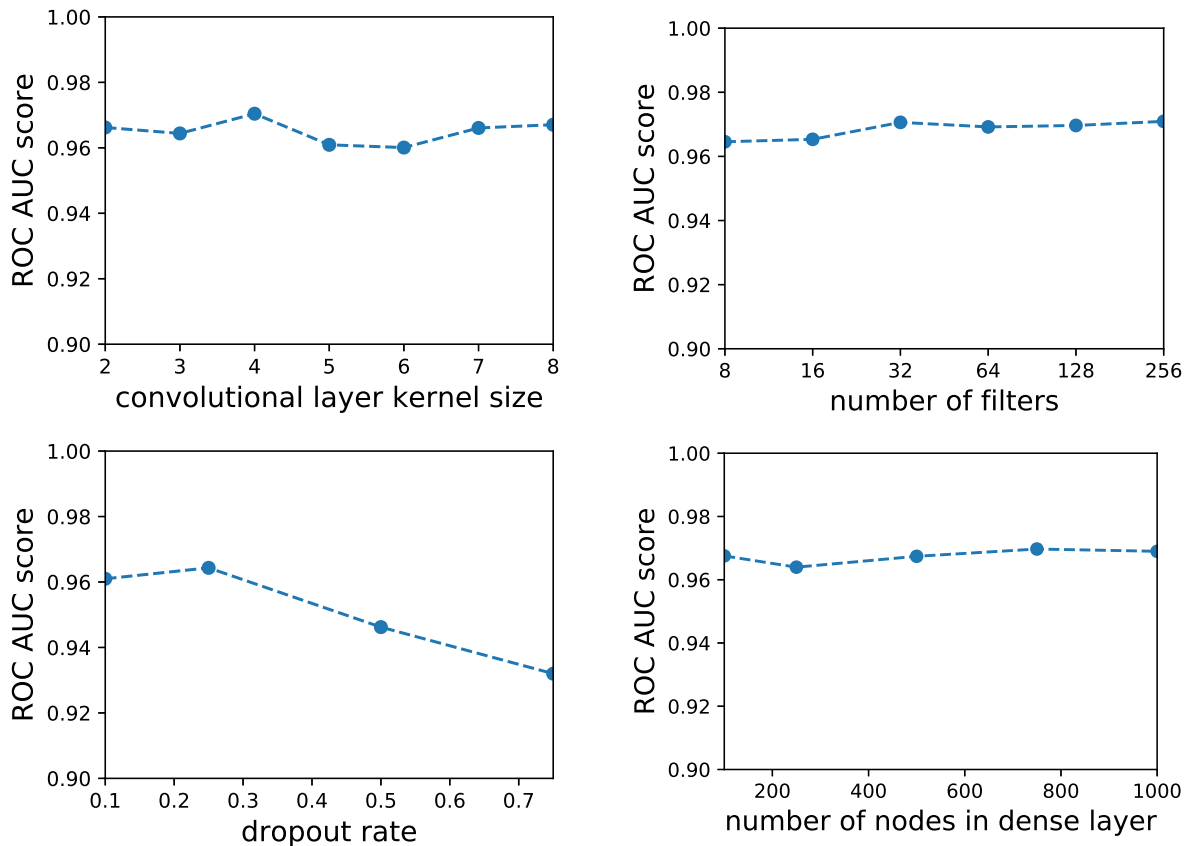 1.00
0.98
0.96
0.94
0.92
0.90
ROC AUC score
2 3 4 5 6 7 8
convolutional layer kernel size
1.00
0.98
0.96
0.94
0.92
0.90
ROC AUC score
8 16 32 64 128 256
number of filters
1.00
0.98
0.96
0.94
0.92
0.90
ROC AUC score
0.1 0.2 0.3 0.4 0.5 0.6 0.7
dropout rate
1.00
0.98
0.96
0.94
0.92
0.90
ROC AUC score
200 400 600 800 1000
number of nodes in dense layer